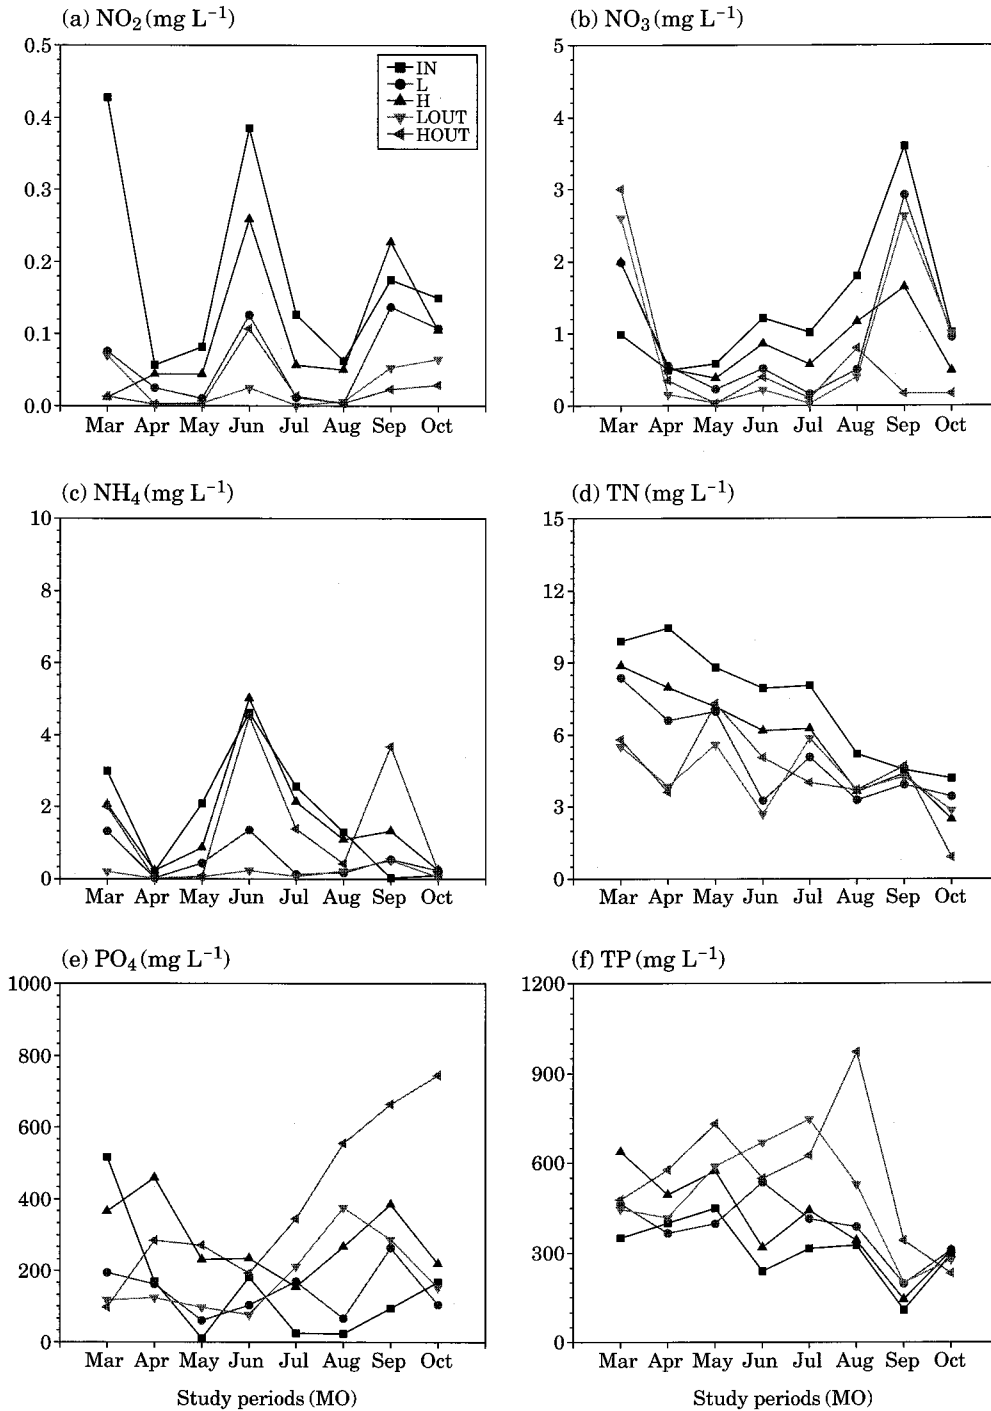 (a) NO₂ (mg L⁻¹)
0.5
0.4
0.3
0.2
0.1
0.0
Mar Apr May Jun Jul Aug Sep Oct
IN
L
H
LOUT
HOUT
(b) NO₃ (mg L⁻¹)
5
4
3
2
1
0
Mar Apr May Jun Jul Aug Sep Oct
(c) NH₄ (mg L⁻¹)
10
8
6
4
2
0
Mar Apr May Jun Jul Aug Sep Oct
(d) TN (mg L⁻¹)
15
12
9
6
3
0
Mar Apr May Jun Jul Aug Sep Oct
(e) PO₄ (mg L⁻¹)
1000
800
600
400
200
0
Mar Apr May Jun Jul Aug Sep Oct
Study periods (MO)
(f) TP (mg L⁻¹)
1200
900
600
300
0
Mar Apr May Jun Jul Aug Sep Oct
Study periods (MO)